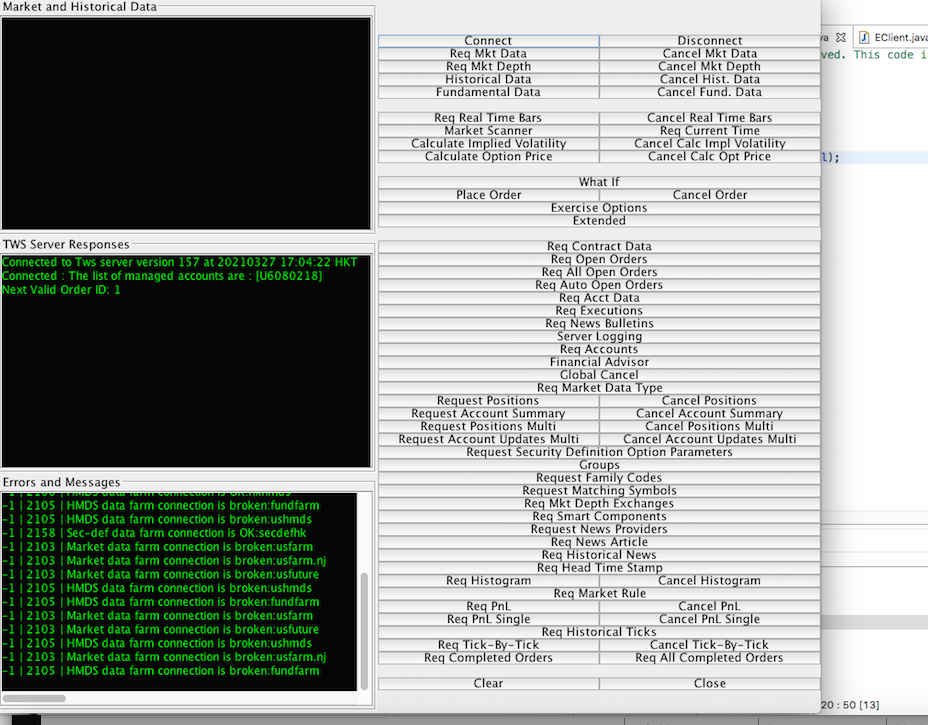 Market and Historical Data
Connected to Tws server version 157 at 20210327 17:04:22 HKT
Connected : The list of managed accounts are : [U6080218]
Next Valid Order ID: 1
TWS Server Responses
Errors and Messages
-1 | 2105 | HMDS data farm connection is broken:fundfarm
-1 | 2105 | HMDS data farm connection is broken:ushmds
-1 | 2158 | Sec-def data farm connection is OK:secdefhk
-1 | 2103 | Market data farm connection is broken:usfarm
-1 | 2103 | Market data farm connection is broken:usfarm.nj
-1 | 2103 | Market data farm connection is broken:usfuture
-1 | 2105 | HMDS data farm connection is broken:ushmds
-1 | 2105 | HMDS data farm connection is broken:fundfarm
-1 | 2103 | Market data farm connection is broken:usfarm
-1 | 2103 | Market data farm connection is broken:usfuture
-1 | 2105 | HMDS data farm connection is broken:ushmds
-1 | 2103 | Market data farm connection is broken:usfarm.nj
-1 | 2105 | HMDS data farm connection is broken:fundfarm
Connect Disconnect
Req Mkt Data Cancel Mkt Data
Req Mkt Depth Cancel Mkt Depth
Historical Data Cancel Hist. Data
Fundamental Data Cancel Fund. Data
Req Real Time Bars Cancel Real Time Bars
Market Scanner Req Current Time
Calculate Implied Volatility Cancel Calc Impl Volatility
Calculate Option Price Cancel Calc Opt Price
What If
Place Order Cancel Order
Exercise Options
Extended
Req Contract Data
Req Open Orders
Req All Open Orders
Req Auto Open Orders
Req Acct Data
Req Executions
Req News Bulletins
Server Logging
Req Accounts
Financial Advisor
Global Cancel
Req Market Data Type
Request Positions Cancel Positions
Request Account Summary Cancel Account Summary
Request Positions Multi Cancel Positions Multi
Request Account Updates Multi Cancel Account Updates Multi
Request Security Definition Option Parameters
Groups
Request Family Codes
Request Matching Symbols
Req Mkt Depth Exchanges
Req Smart Components
Request News Providers
Req News Article
Req Historical News
Req Head Time Stamp
Req Histogram Cancel Histogram
Req Market Rule
Req PnL Cancel PnL
Req PnL Single Cancel PnL Single
Req Historical Ticks
Req Tick-By-Tick Cancel Tick-By-Tick
Req Completed Orders Req All Completed Orders
Clear Close
va EClient.java
ved. This code i
l);
20 : 50 [13]